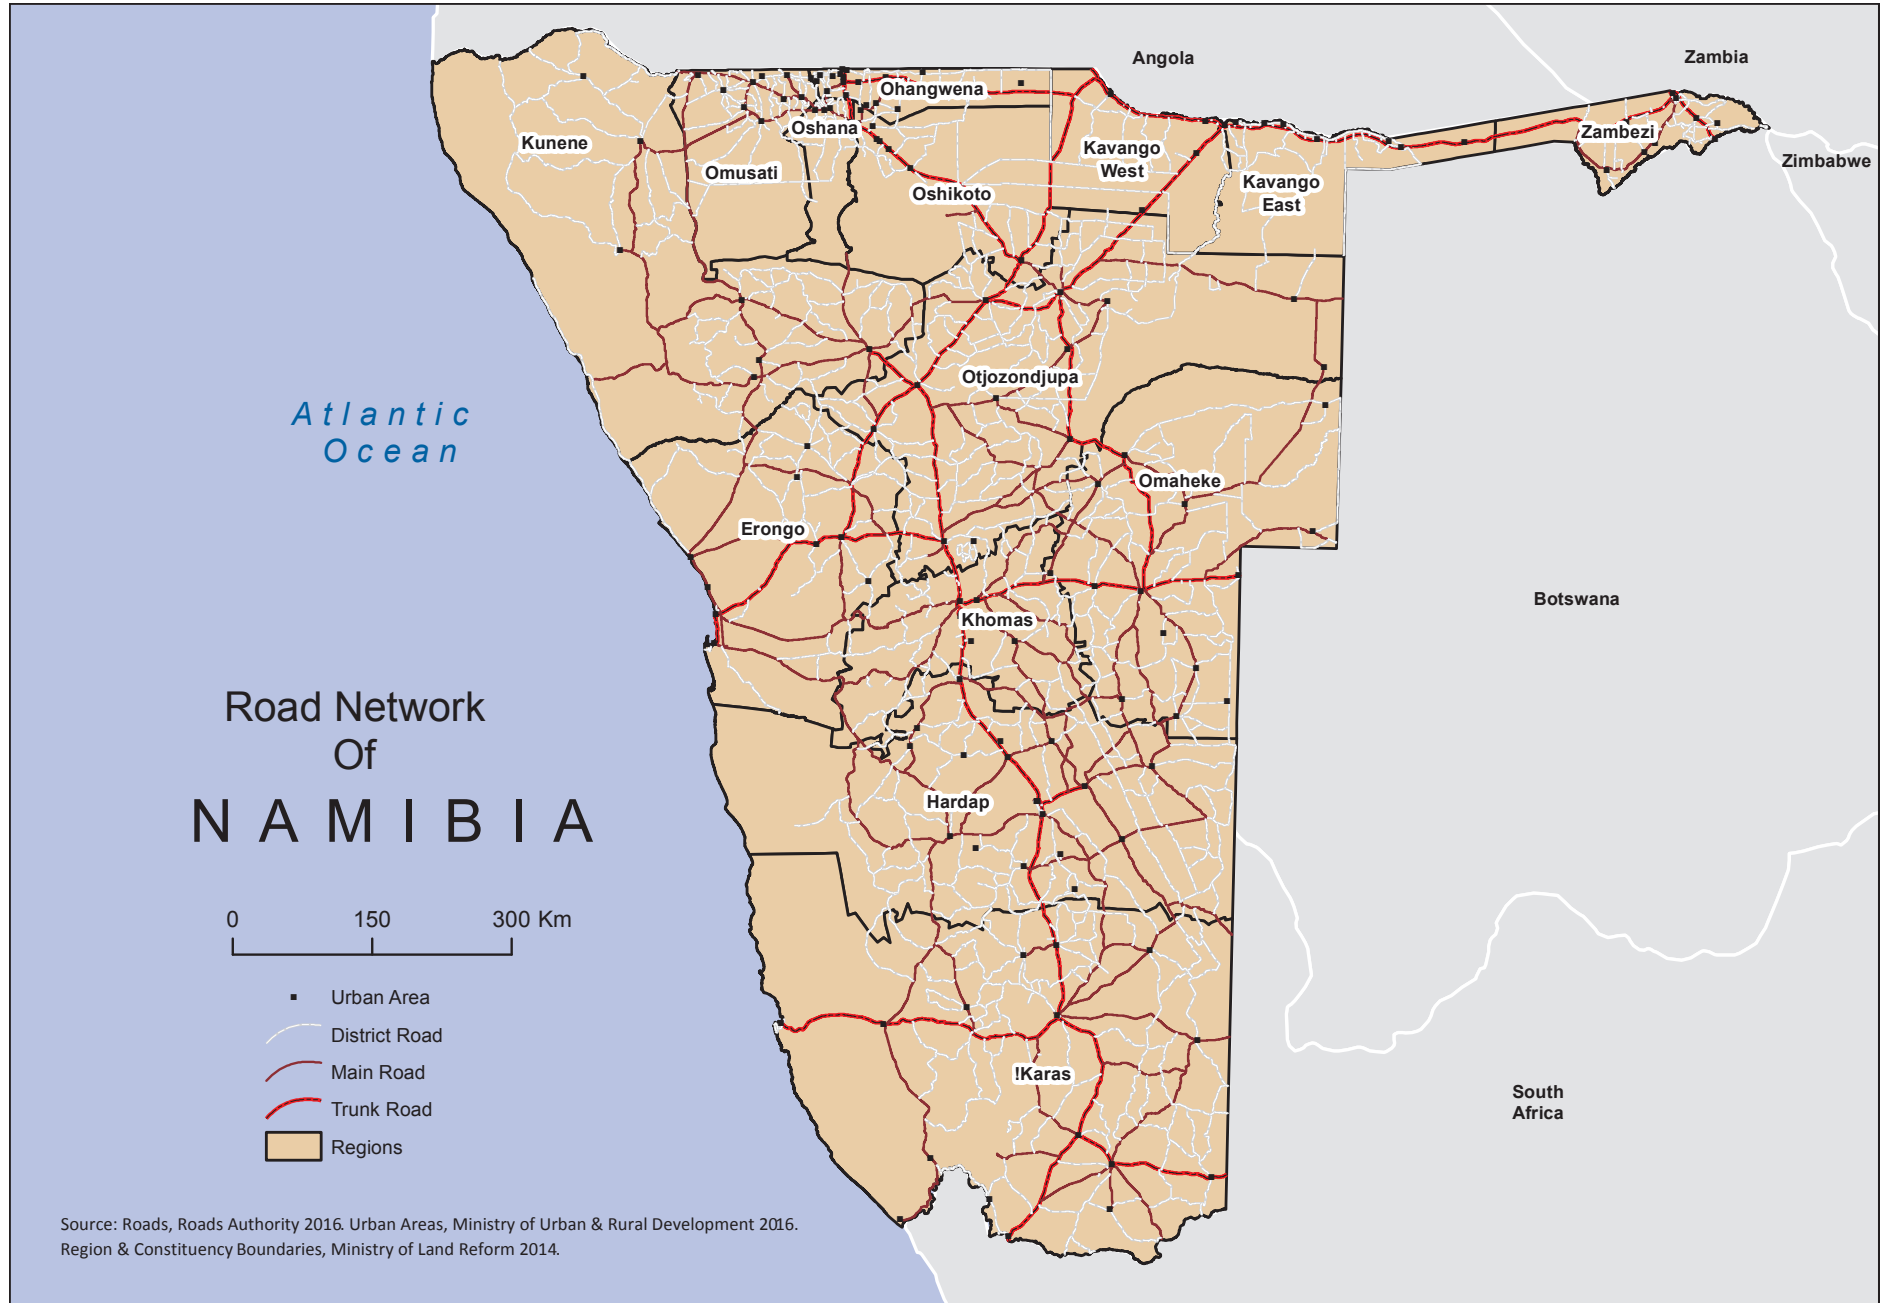 Angola
Zambia
Ohangwena
Oshana
Kunene
Zambezi
Kavango
West
Zimbabwe
Omusati
Oshikoto
Kavango
East
Otjozondjupa
Atlantic
Ocean
Omaheke
Erongo
Botswana
Khomas
Road Network
Of
NAMIBIA
Hardap
0 150 300 Km
Urban Area
District Road
Main Road
Trunk Road
Regions
!Karas
South
Africa
Source: Roads, Roads Authority 2016. Urban Areas, Ministry of Urban & Rural Development 2016.
Region & Constituency Boundaries, Ministry of Land Reform 2014.